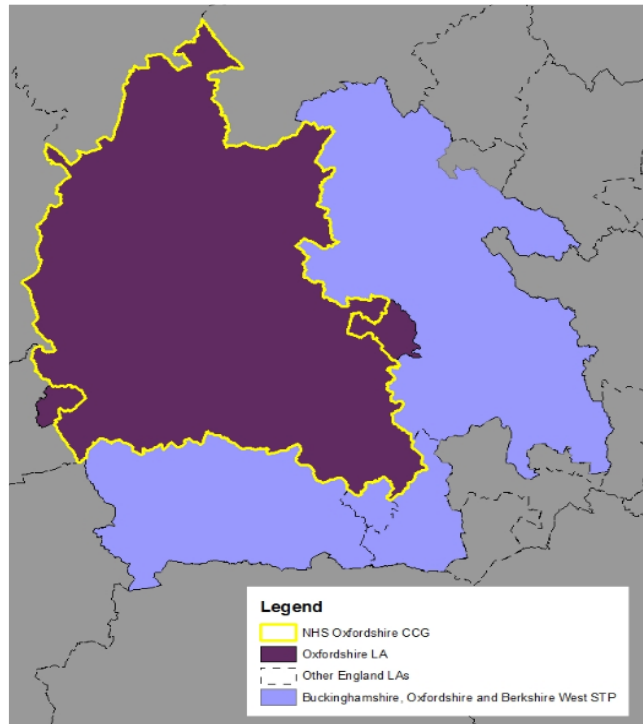 Legend
NHS Oxfordshire CCG
Oxfordshire LA
Other England LAs
Buckinghamshire, Oxfordshire and Berkshire West STP